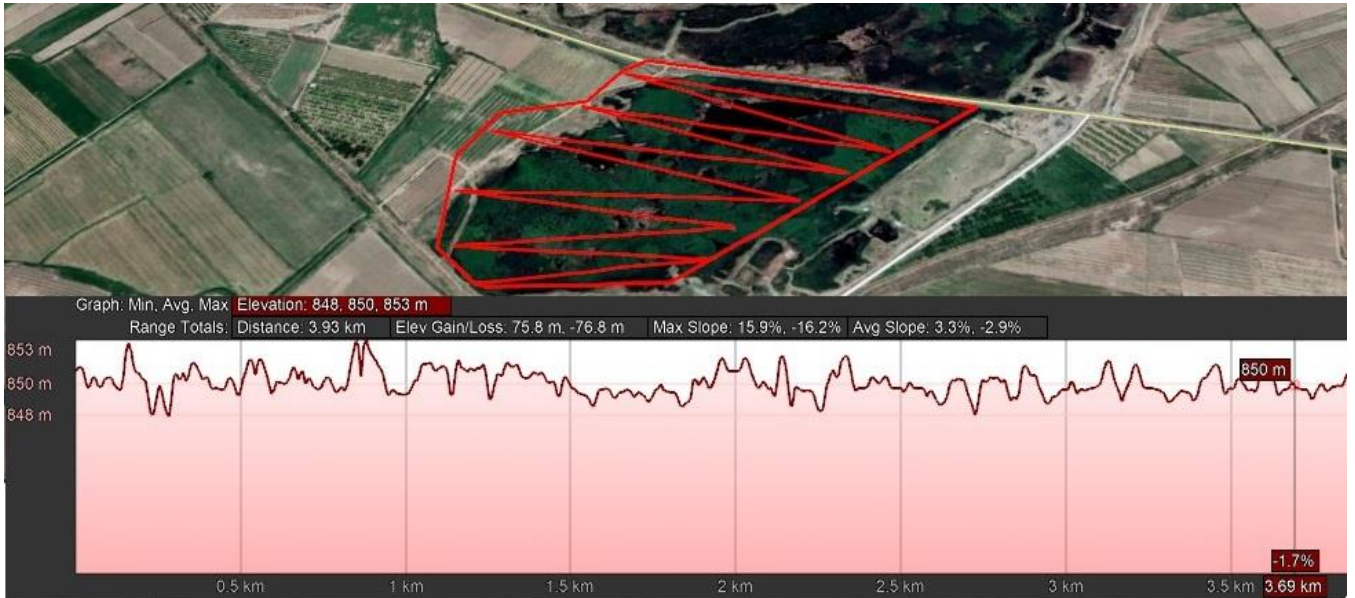 Graph: Min, Avg, Max Elevation: 848, 850, 853 m
Range Totals: Distance: 3.93 km Elev Gain/Loss: 75.8 m, -76.8 m Max Slope: 15.9%, -16.2% Avg Slope: 3.3%, -2.9%
853 m
850 m
850 m
848 m
-1.7%
0.5 km 1 km 1.5 km 2 km 2.5 km 3 km 3.5 km 3.69 km